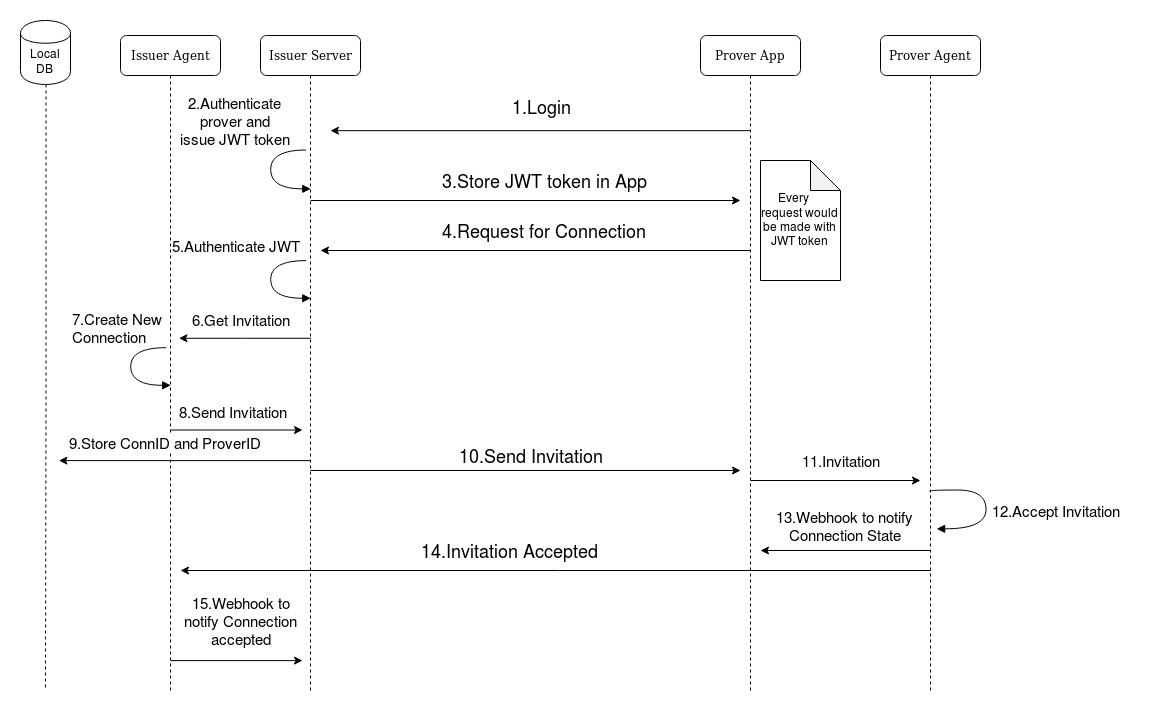 Local
DB
Issuer Agent
Issuer Server
Prover App
Prover Agent
1.Login
2.Authenticate
prover and
issue JWT token
3.Store JWT token in App
Every
request would
be made with
JWT token
4.Request for Connection
5.Authenticate JWT
6.Get Invitation
7.Create New
Connection
8.Send Invitation
9.Store ConnID and ProverID
10.Send Invitation
11.Invitation
12.Accept Invitation
13.Webhook to notify
Connection State
14.Invitation Accepted
15.Webhook to
notify Connection
accepted